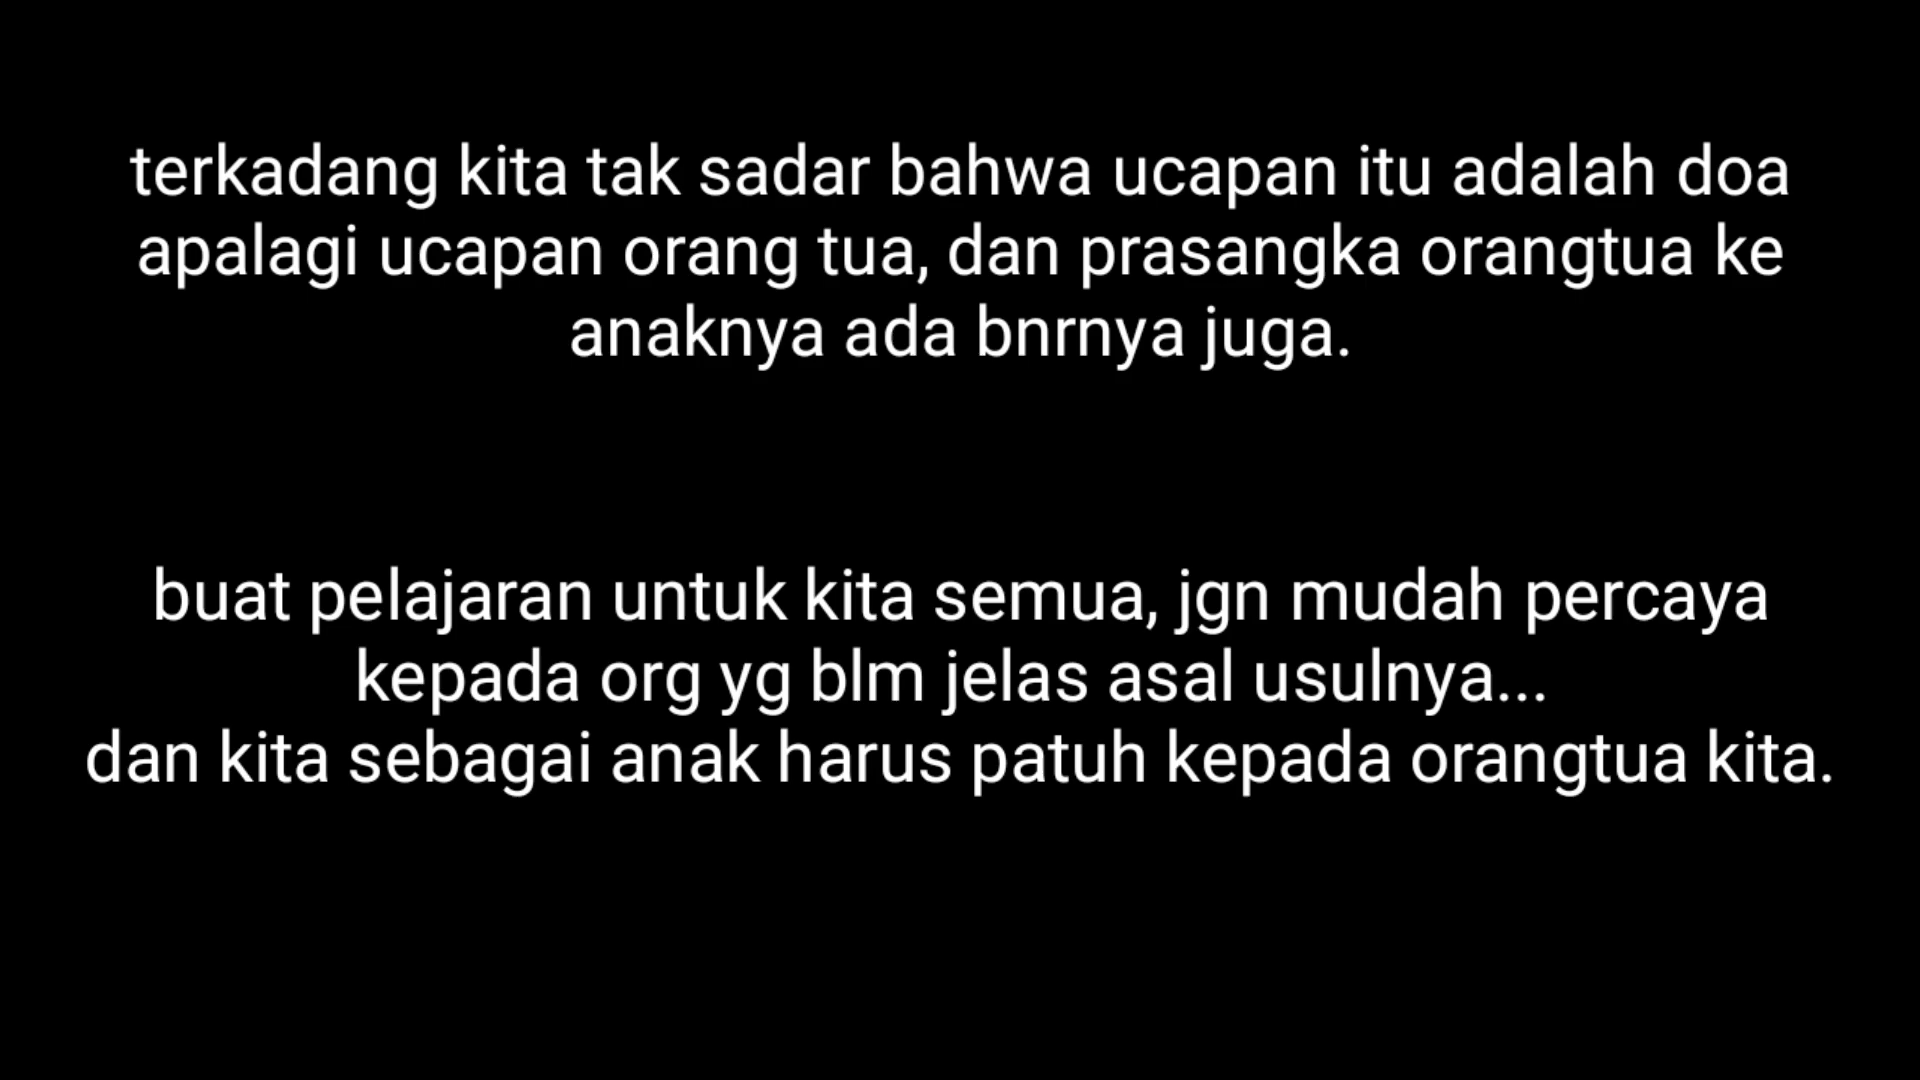 terkadang kita tak sadar bahwa ucapan itu adalah doa
apalagi ucapan orang tua, dan prasangka orangtua ke
anaknya ada bnrnya juga.
buat pelajaran untuk kita semua, jgn mudah percaya
kepada org yg blm jelas asal usulnya...
dan kita sebagai anak harus patuh kepada orangtua kita.